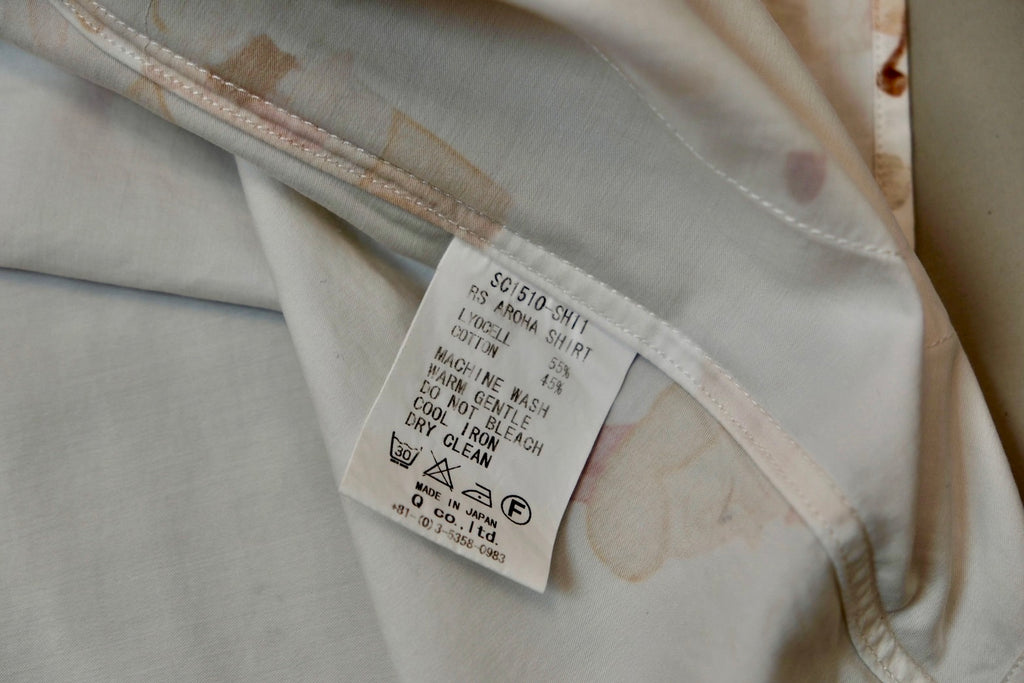 SC1510-SH11
RS AROHA SHIRT
LYOCELL 55%
COTTON 45%
MACHINE WASH
WARM GENTLE
DO NOT BLEACH
COOL IRON
DRY CLEAN
30 F
MADE IN JAPAN
Q co.,ltd.
+81-(0)3-5358-0983